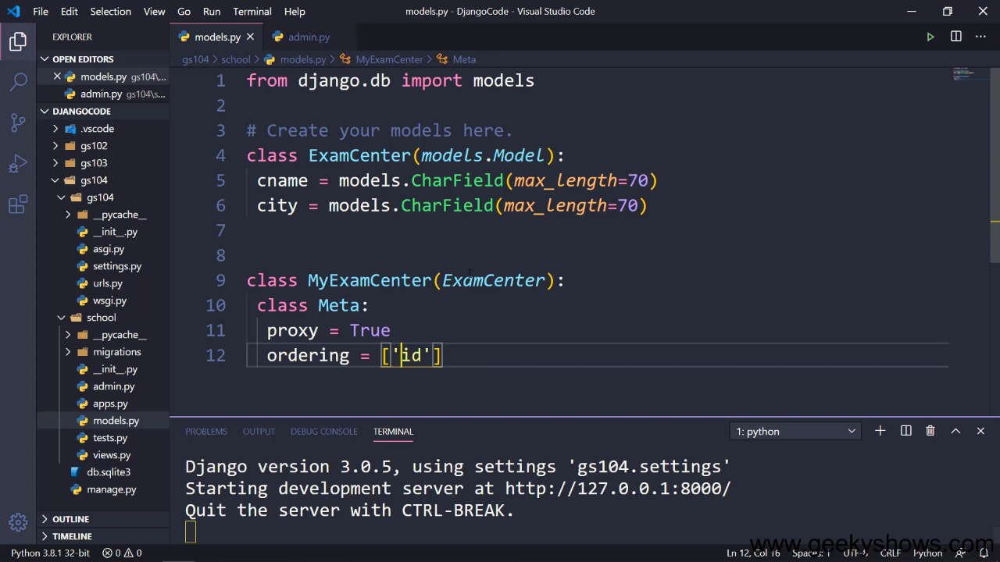 File Edit Selection View Go Run Terminal Help models.py - DjangoCode - Visual Studio Code
EXPLORER
models.py
admin.py
OPEN EDITORS
models.py gs104\...
admin.py gs104\s...
DJANGOCODE
.vscode
gs102
gs103
gs104
gs104
__pycache__
__init__.py
asgi.py
settings.py
urls.py
wsgi.py
school
__pycache__
migrations
__init__.py
admin.py
apps.py
models.py
tests.py
views.py
db.sqlite3
manage.py
OUTLINE
TIMELINE
gs104 > school > models.py > MyExamCenter > Meta
1 from django.db import models
2
3 # Create your models here.
4 class ExamCenter(models.Model):
5 cname = models.CharField(max_length=70)
6 city = models.CharField(max_length=70)
7
8
9 class MyExamCenter(ExamCenter):
10 class Meta:
11 proxy = True
12 ordering = ['id']
PROBLEMS OUTPUT DEBUG CONSOLE TERMINAL 1: python
Django version 3.0.5, using settings 'gs104.settings'
Starting development server at http://127.0.0.1:8000/
Quit the server with CTRL-BREAK.
www.geekyshows.com
Python 3.8.1 32-bit 0 0 Ln 12, Col 16 Spaces: 1 UTF-8 CRLF Python